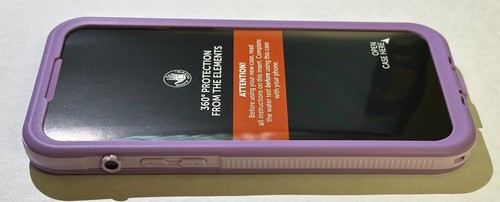 360° PROTECTION
FROM THE ELEMENTS
ATTENTION!
Before using your new case, read
all instructions on this insert. Complete
the water test before using this case
with your phone.
OPEN
CASE HERE